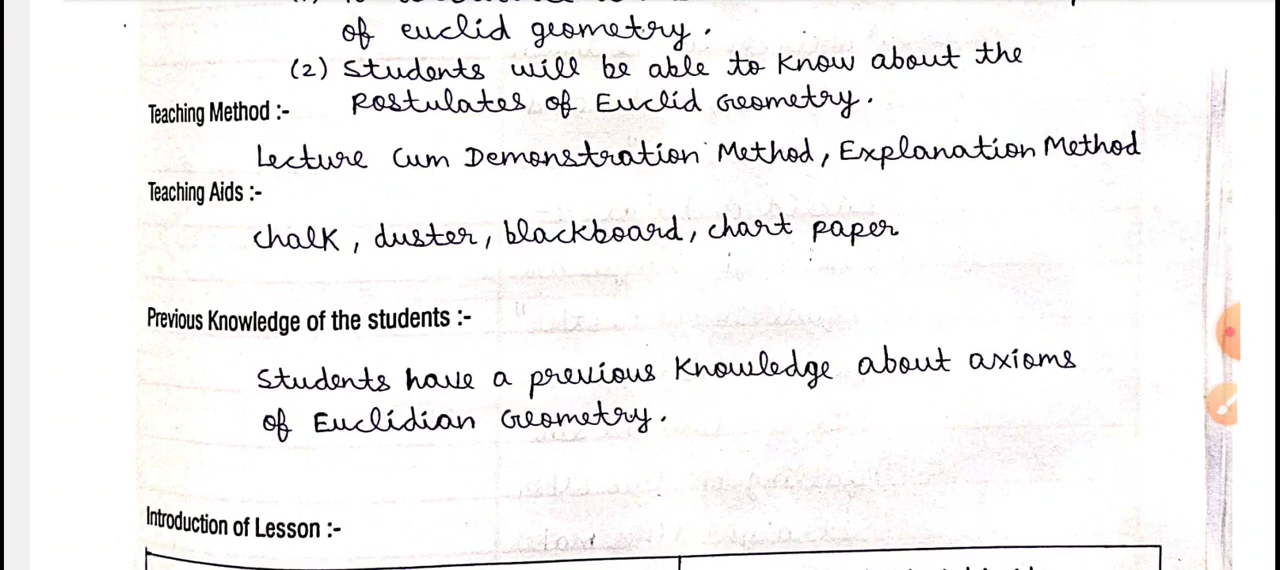 of euclid geometry.
(2) Students will be able to know about the
Teaching Method :- Postulates of Euclid Geometry.
Lecture Cum Demonstration Method, Explanation Method
Teaching Aids :-
Chalk, duster, blackboard, chart paper
Previous Knowledge of the students :-
Students have a previous Knowledge about axioms
of Euclidian Geometry.
Introduction of Lesson :-